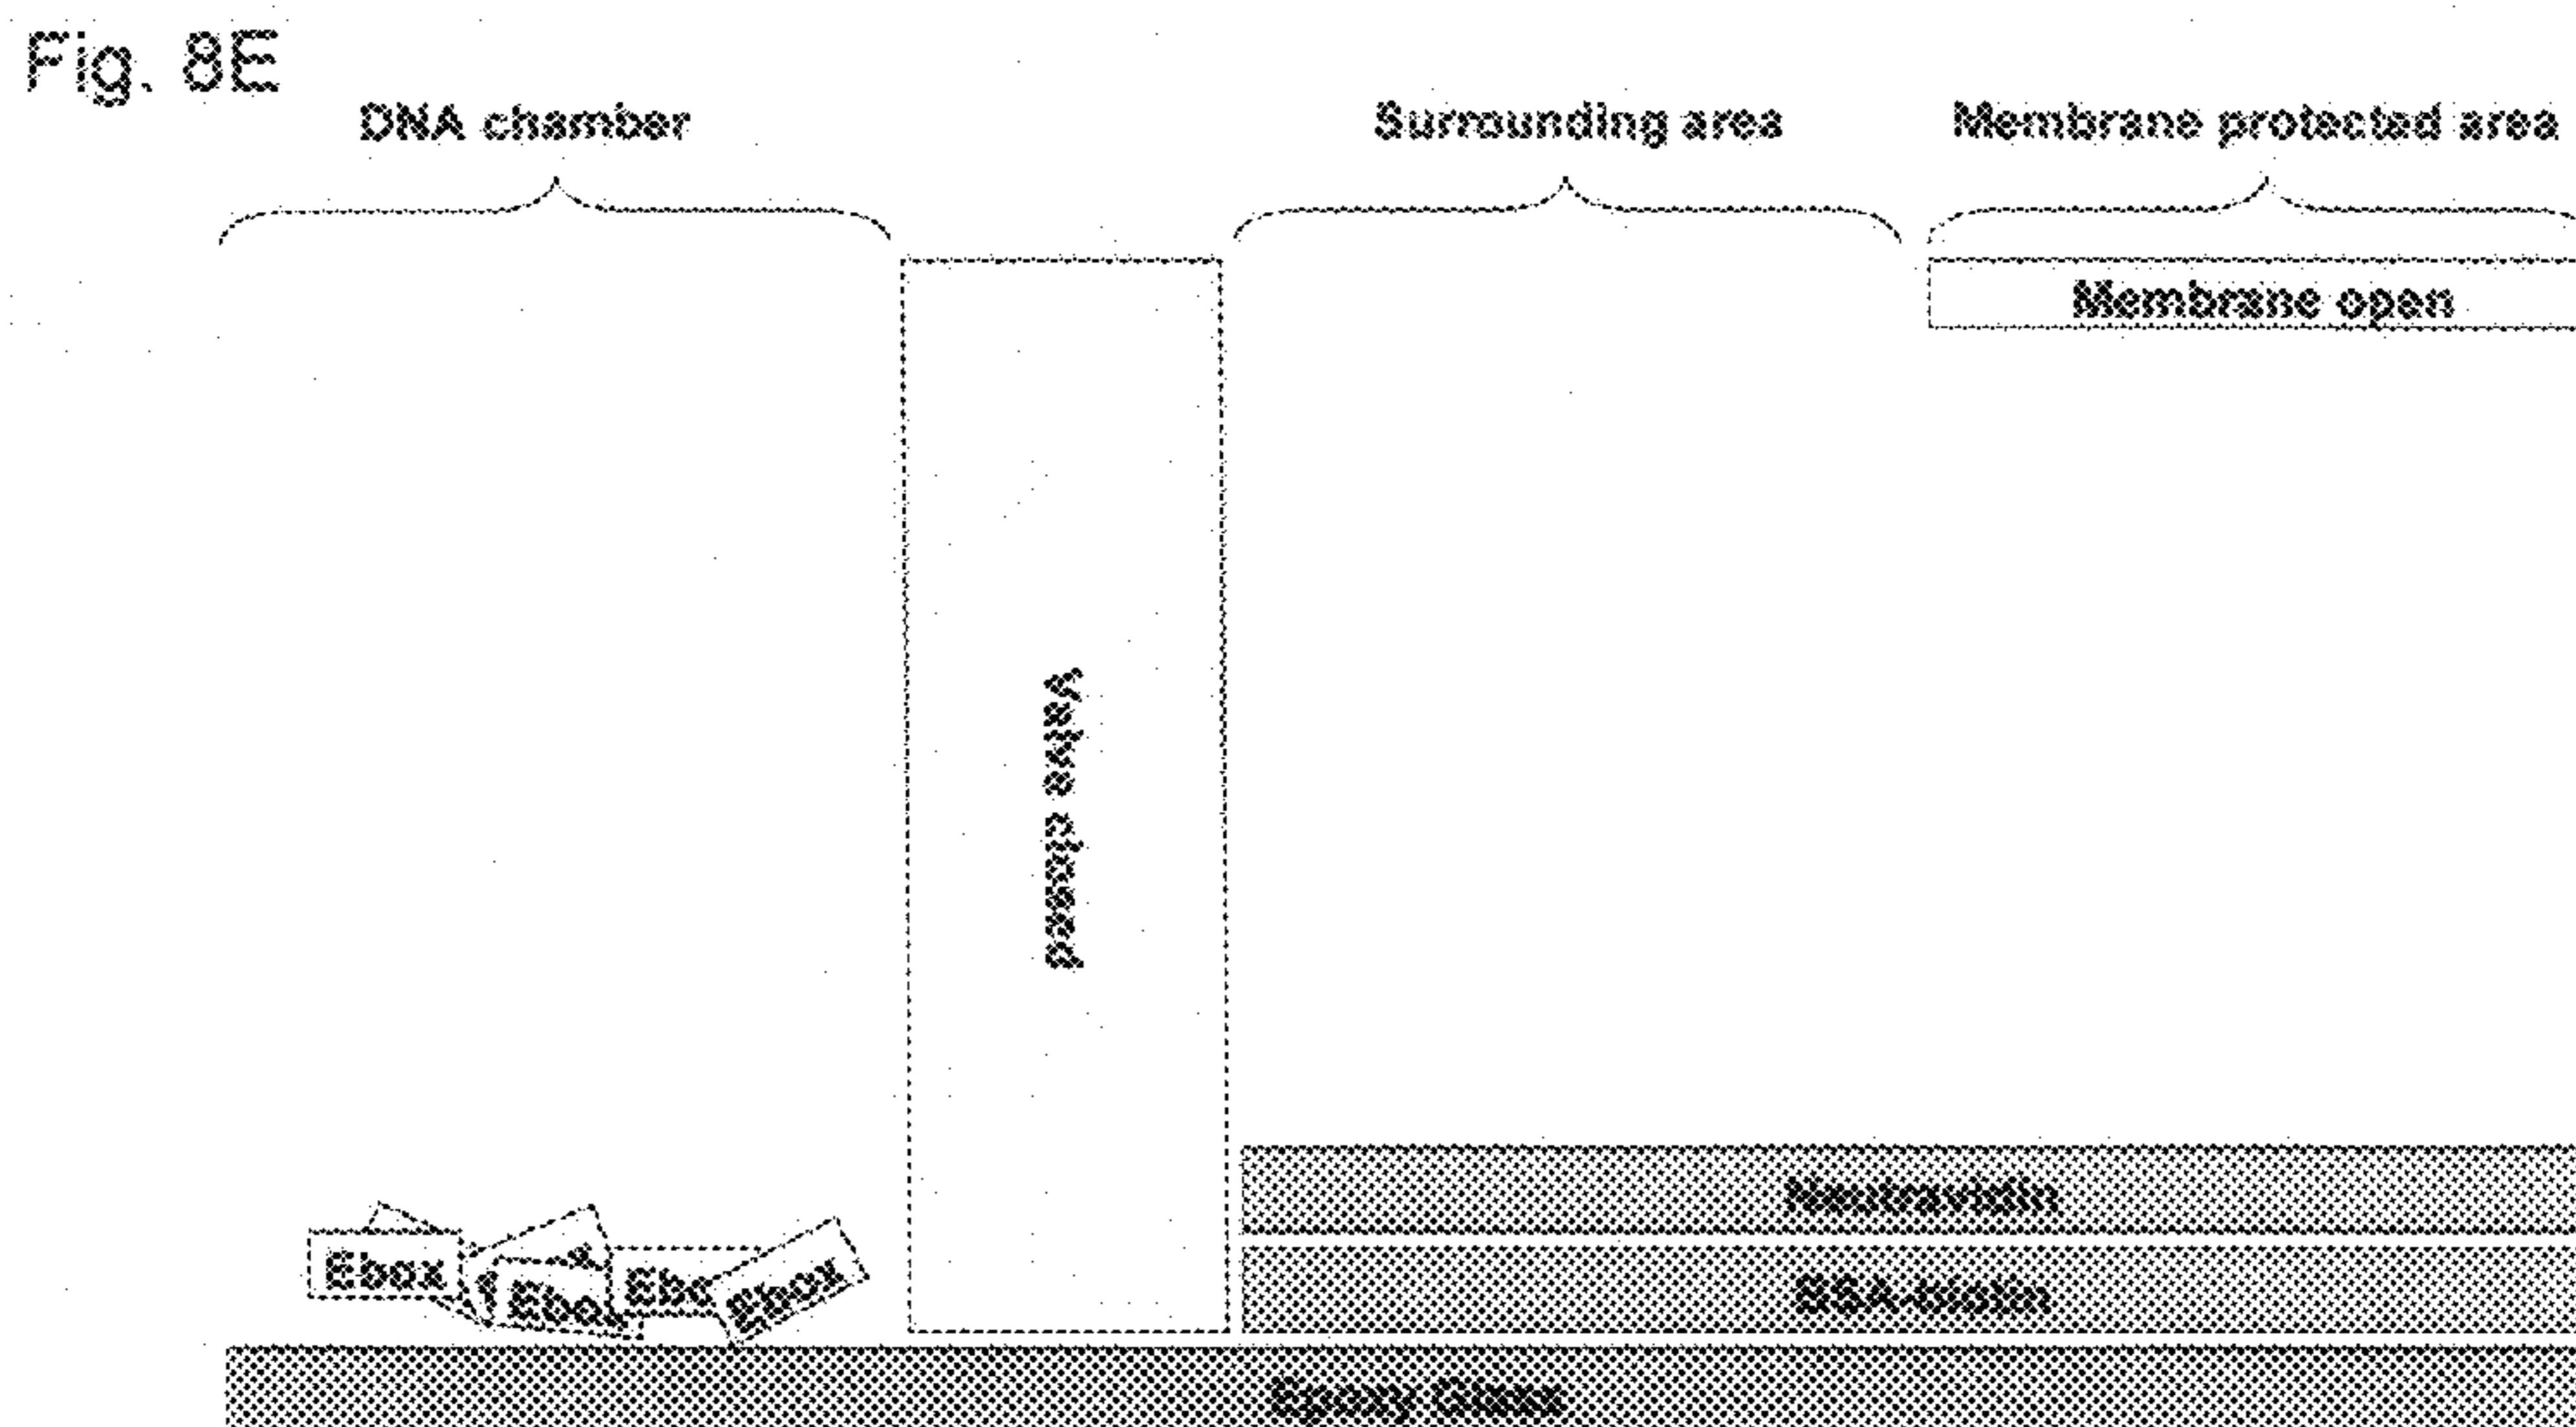 Fig. 8E
DNA chamber
Surrounding area
Membrane protected area
Membrane open
Valve closed
Neutravidin
Ebox
Ebox
Ebo
Ebox
BSA-biotin
Epoxy Glass